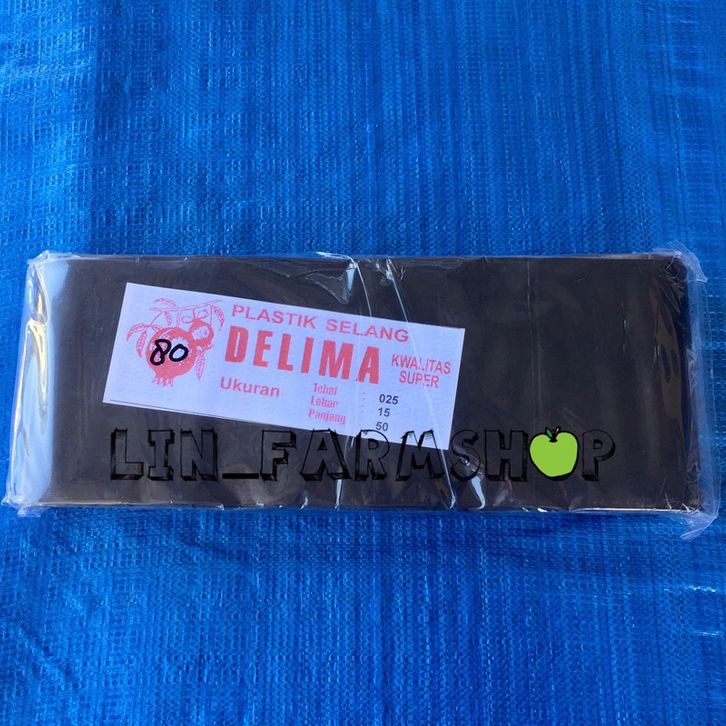 PLASTIK SELANG
80
DELIMA
KWALITAS
SUPER
Ukuran
Tebal 025
Lebar 15
Panjang 50
LIN_FARMSHOP